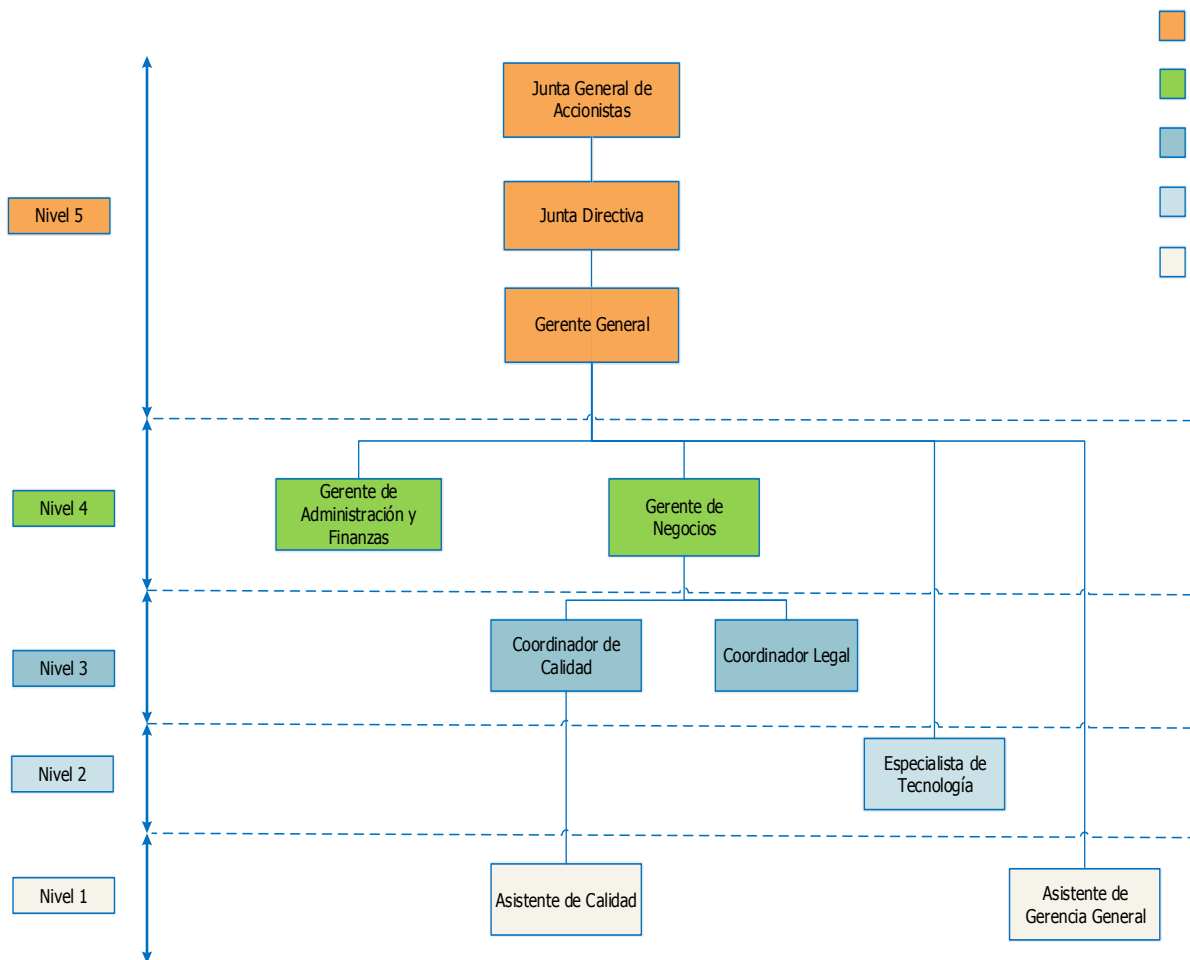 Junta General de
Accionistas
Nivel 5
Junta Directiva
Gerente General
Nivel 4
Gerente de
Administración y
Finanzas
Gerente de
Negocios
Nivel 3
Coordinador de
Calidad
Coordinador Legal
Nivel 2
Especialista de
Tecnología
Nivel 1
Asistente de Calidad
Asistente de
Gerencia General